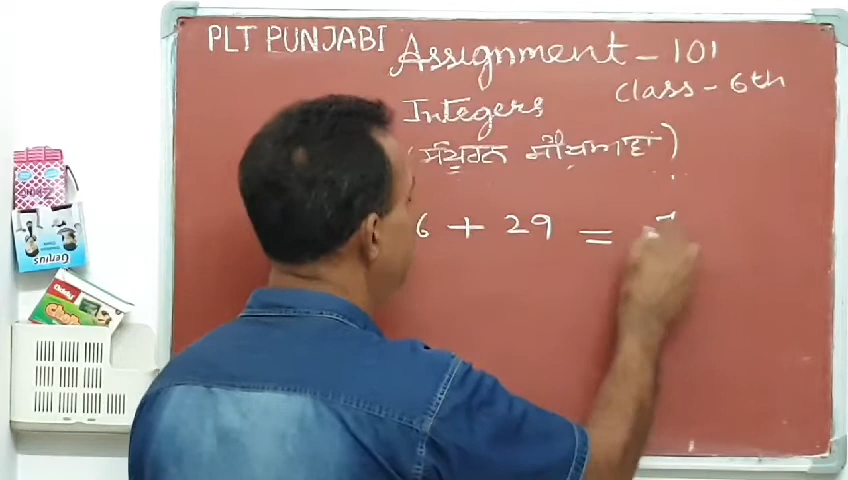 PLT PUNJABI Assignment - 101
Class - 6th
Integers
(ਸੰਪੂਰਨ ਸੰਖਿਆਵਾਂ)
6 + 29 =
Genius